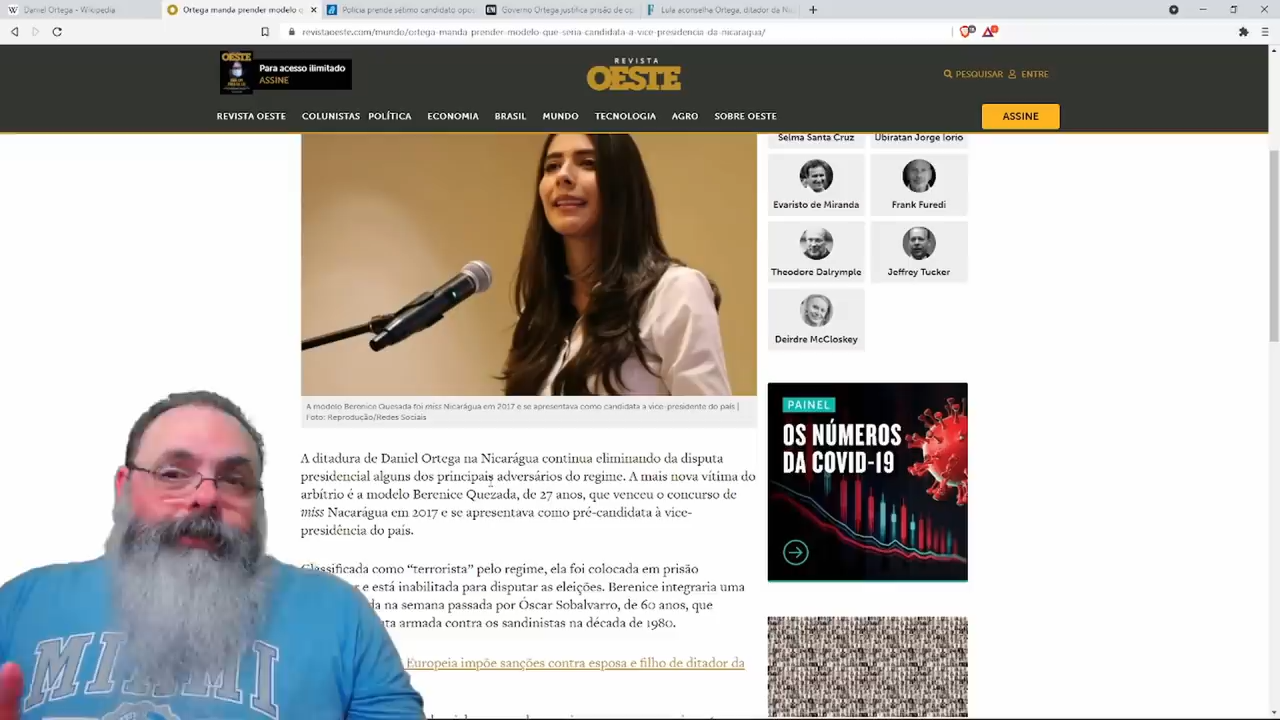 Daniel Ortega - Wikipedia
Ortega manda prender modelo q
Polícia prende sétimo candidato opos
Governo Ortega justifica prisão de op
Lula aconselha Ortega, ditador da Ni
revistaoeste.com/mundo/ortega-manda-prender-modelo-que-seria-candidata-a-vice-presidencia-da-nicaragua/
OESTE
Para acesso ilimitado
ASSINE
REVISTA
OESTE
PESQUISAR
ENTRE
REVISTA OESTE
COLUNISTAS
POLÍTICA
ECONOMIA
BRASIL
MUNDO
TECNOLOGIA
AGRO
SOBRE OESTE
ASSINE
Selma Santa Cruz
Ubiratan Jorge Iorio
Evaristo de Miranda
Frank Furedi
Theodore Dalrymple
Jeffrey Tucker
Deirdre McCloskey
A modelo Berenice Quesada foi miss Nicarágua em 2017 e se apresentava como candidata a vice-presidente do país |
Foto: Reprodução/Redes Sociais
PAINEL
OS NÚMEROS
DA COVID-19
A ditadura de Daniel Ortega na Nicarágua continua eliminando da disputa
presidencial alguns dos principais adversários do regime. A mais nova vítima do
arbítrio é a modelo Berenice Quezada, de 27 anos, que venceu o concurso de
miss Nacarágua em 2017 e se apresentava como pré-candidata à vice-
presidência do país.
Classificada como “terrorista” pelo regime, ela foi colocada em prisão
e está inabilitada para disputar as eleições. Berenice integraria uma
da na semana passada por Óscar Sobalvarro, de 60 anos, que
ta armada contra os sandinistas na década de 1980.
Europeia impõe sanções contra esposa e filho de ditador da